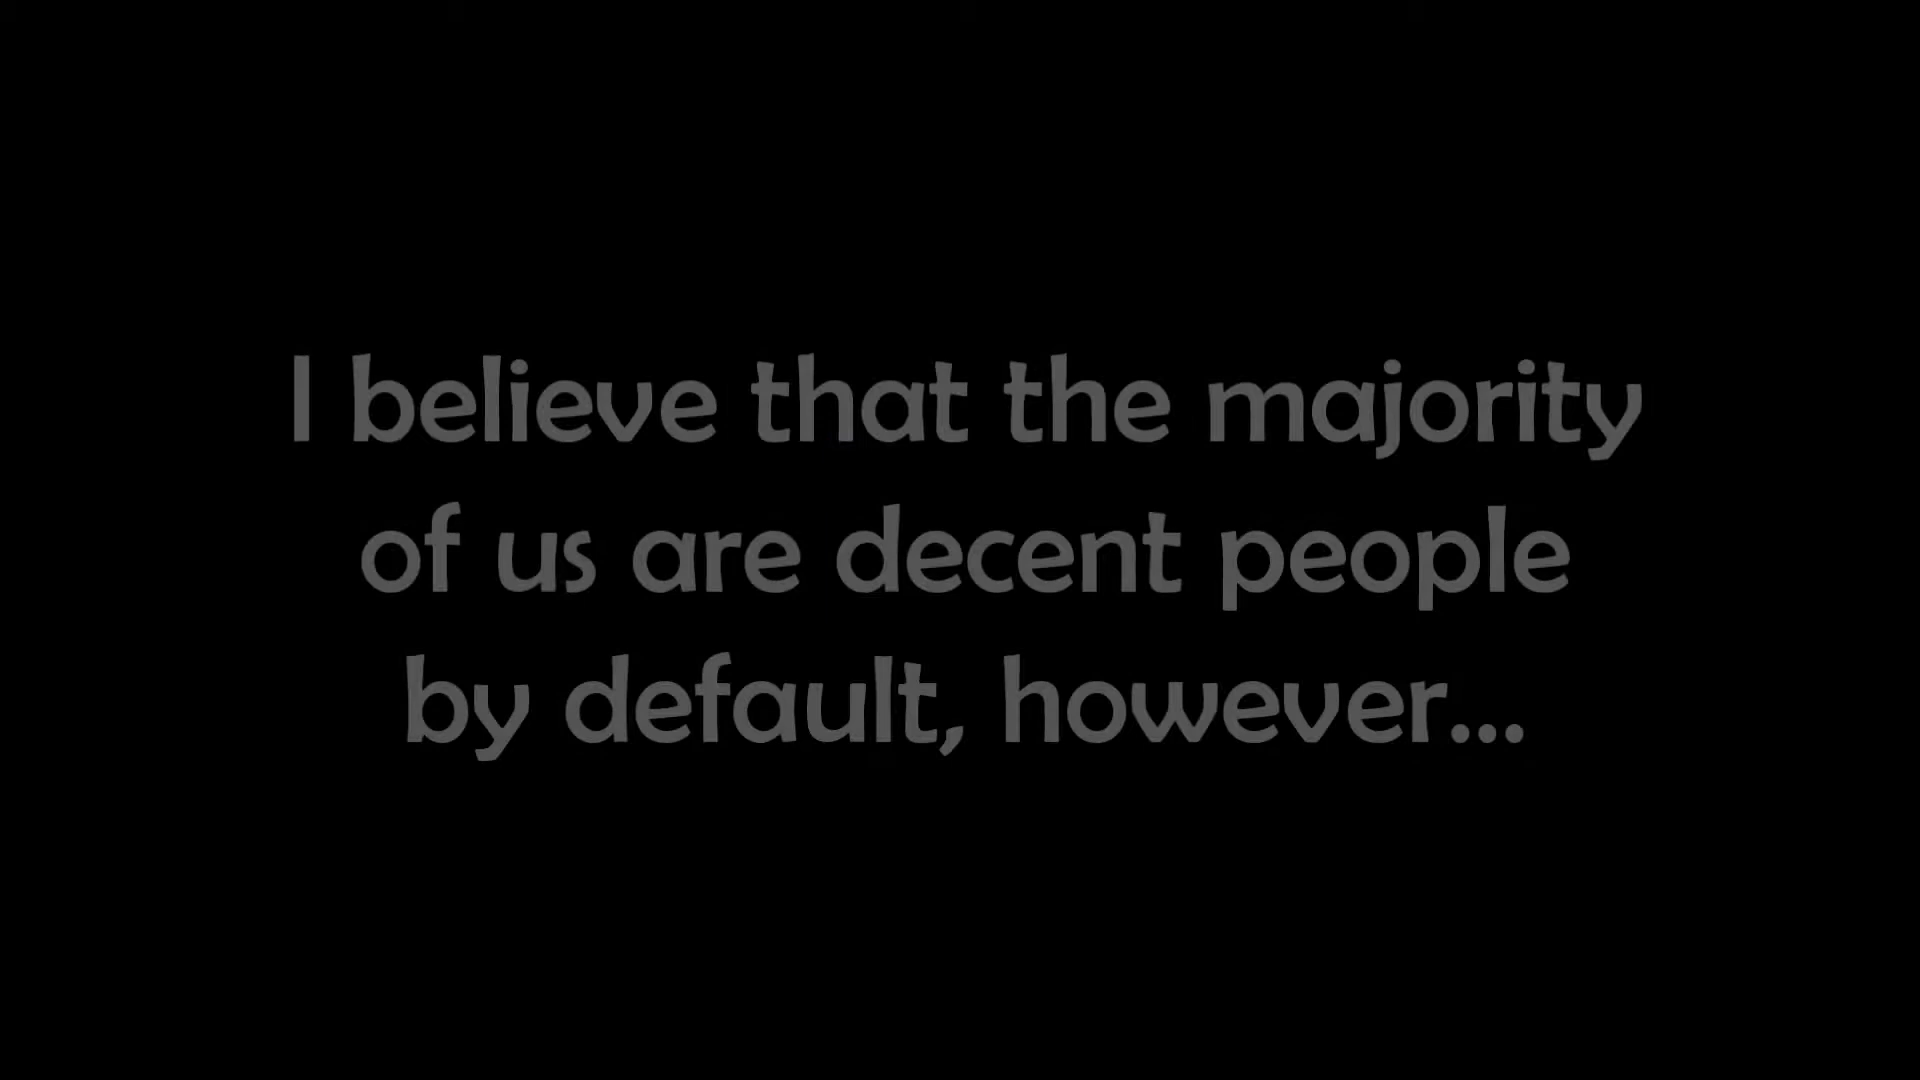 I believe that the majority
of us are decent people
by default, however...